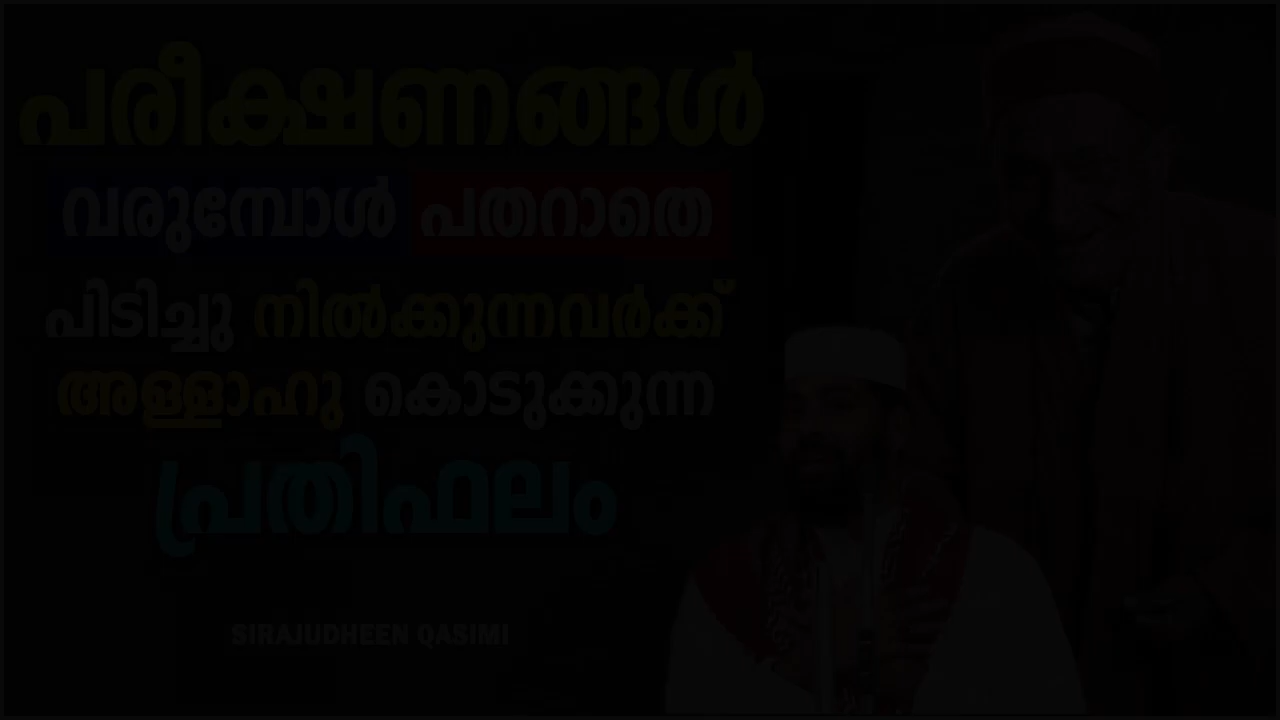 പരീക്ഷണങ്ങൾ
വരുമ്പോൾ പതറാതെ
പിടിച്ചു നിൽക്കുന്നവർക്ക്
അള്ളാഹു കൊടുക്കുന്ന
പ്രതിഫലം
SIRAJUDHEEN QASIMI